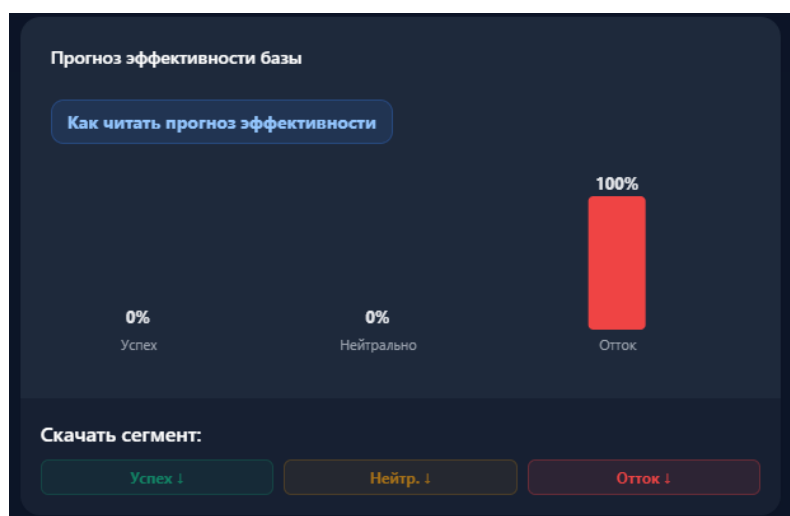 Прогноз эффективности базы
Как читать прогноз эффективности
100%
0%
0%
Успех
Нейтрально
Отток
Скачать сегмент:
Успех ↓
Нейтр. ↓
Отток ↓